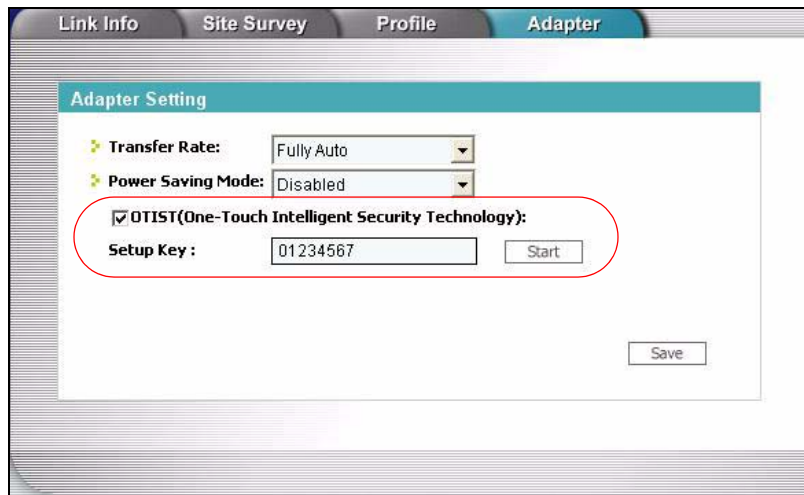 Link Info Site Survey Profile Adapter
Adapter Setting
Transfer Rate: Fully Auto
Power Saving Mode: Disabled
OTIST(One-Touch Intelligent Security Technology):
Setup Key : 01234567 Start
Save